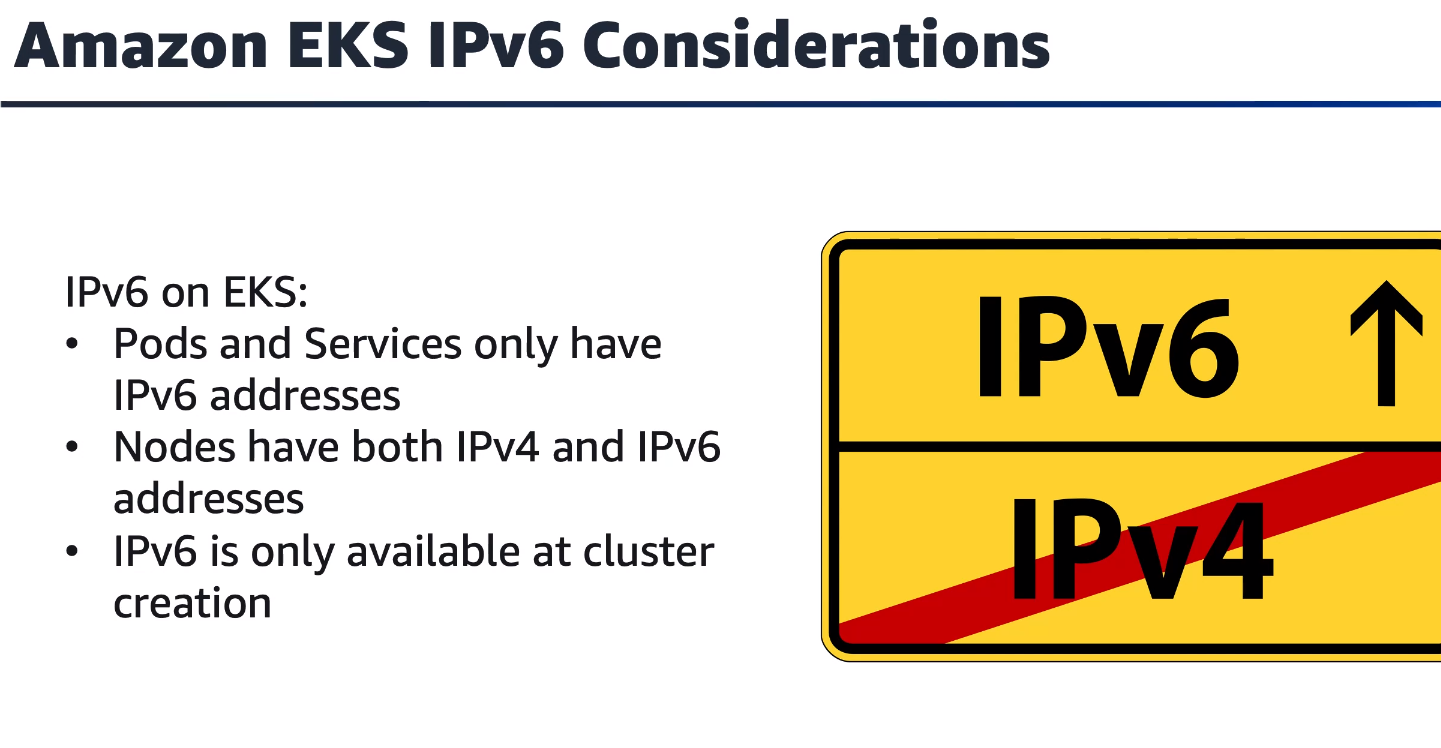 Amazon EKS IPv6 Considerations
IPv6 on EKS:
• Pods and Services only have
IPv6 addresses
• Nodes have both IPv4 and IPv6
addresses
• IPv6 is only available at cluster
creation
IPv6 ↑
IPv4